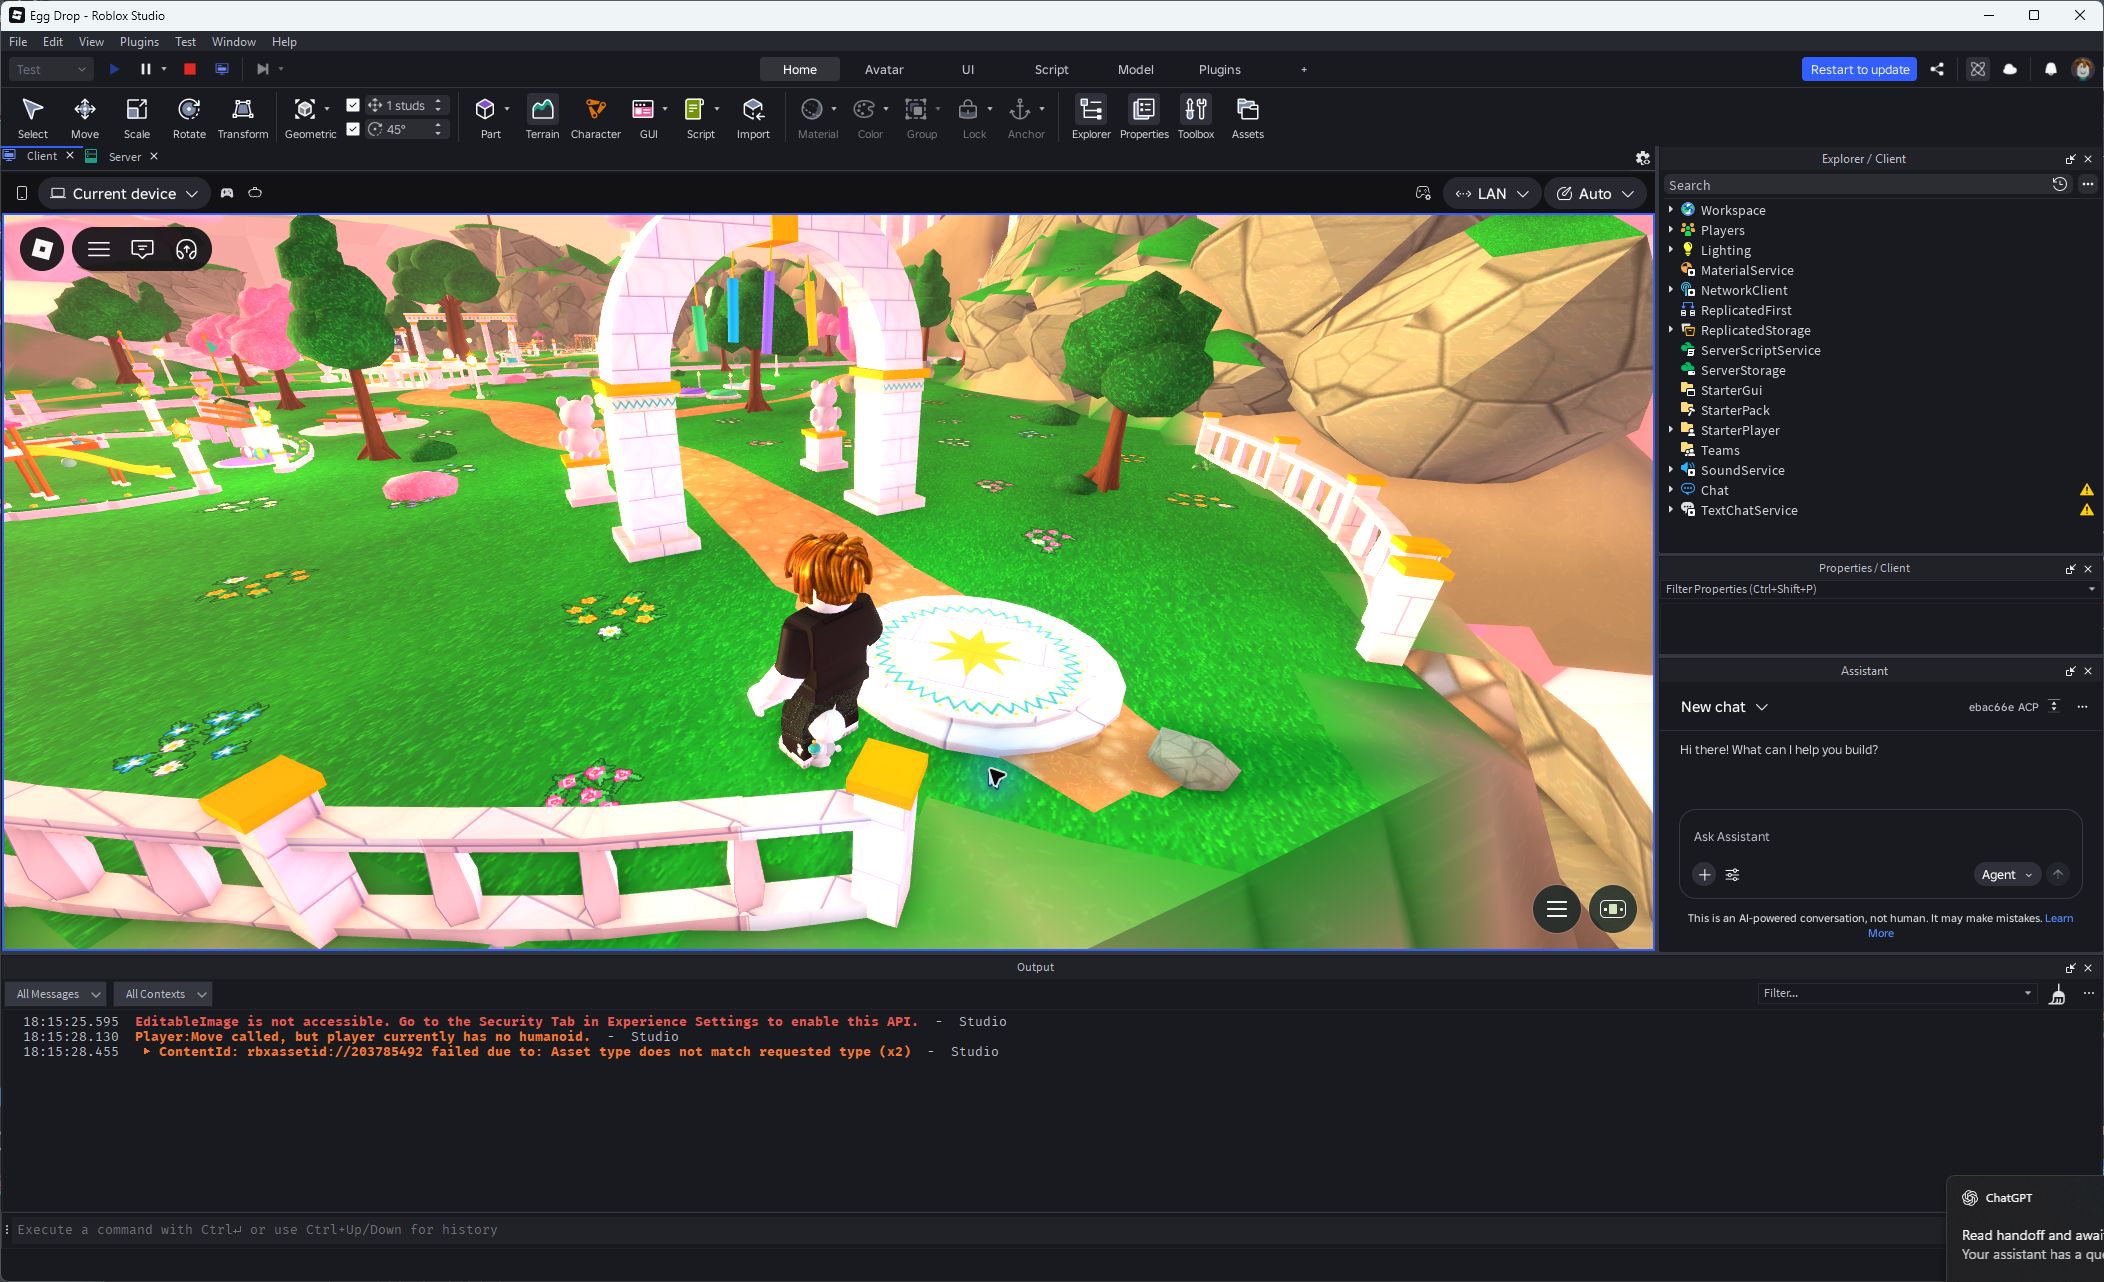 Egg Drop - Roblox Studio
File Edit View Plugins Test Window Help
Test
Home Avatar UI Script Model Plugins +
Restart to update
Select Move Scale Rotate Transform Geometric
1 studs
45°
Part Terrain Character GUI Script Import Material Color Group Lock Anchor Explorer Properties Toolbox Assets
Client Server
Current device
LAN Auto
Explorer / Client
Search
Workspace
Players
Lighting
MaterialService
NetworkClient
ReplicatedFirst
ReplicatedStorage
ServerScriptService
ServerStorage
StarterGui
StarterPack
StarterPlayer
Teams
SoundService
Chat
TextChatService
Properties / Client
Filter Properties (Ctrl+Shift+P)
Assistant
New chat
ebac66e ACP
Hi there! What can I help you build?
Ask Assistant
Agent
This is an AI-powered conversation, not human. It may make mistakes. Learn
More
Output
All Messages All Contexts
Filter...
18:15:25.595 EditableImage is not accessible. Go to the Security Tab in Experience Settings to enable this API. - Studio
18:15:28.130 Player:Move called, but player currently has no humanoid. - Studio
18:15:28.455 ContentId: rbxassetid://203785492 failed due to: Asset type does not match requested type (x2) - Studio
Execute a command with Ctrl↵ or use Ctrl+Up/Down for history
ChatGPT
Read handoff and awai
Your assistant has a que